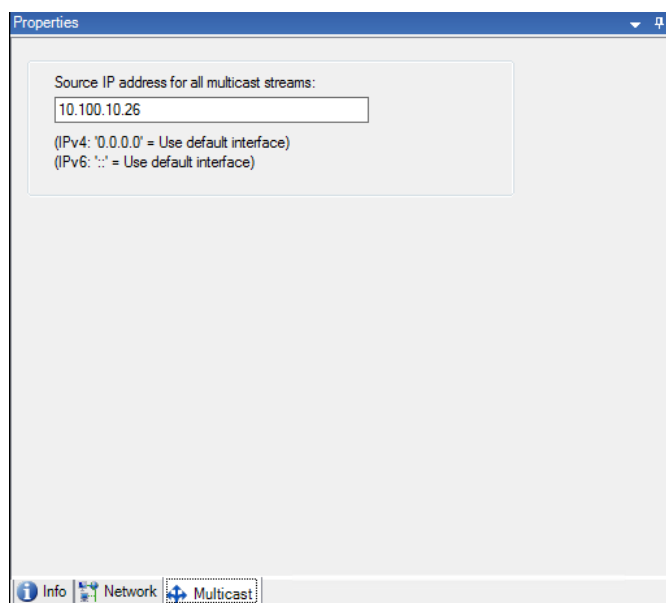 Properties
Source IP address for all multicast streams:
10.100.10.26
(IPv4: '0.0.0.0' = Use default interface)
(IPv6: '::' = Use default interface)
Info Network Multicast